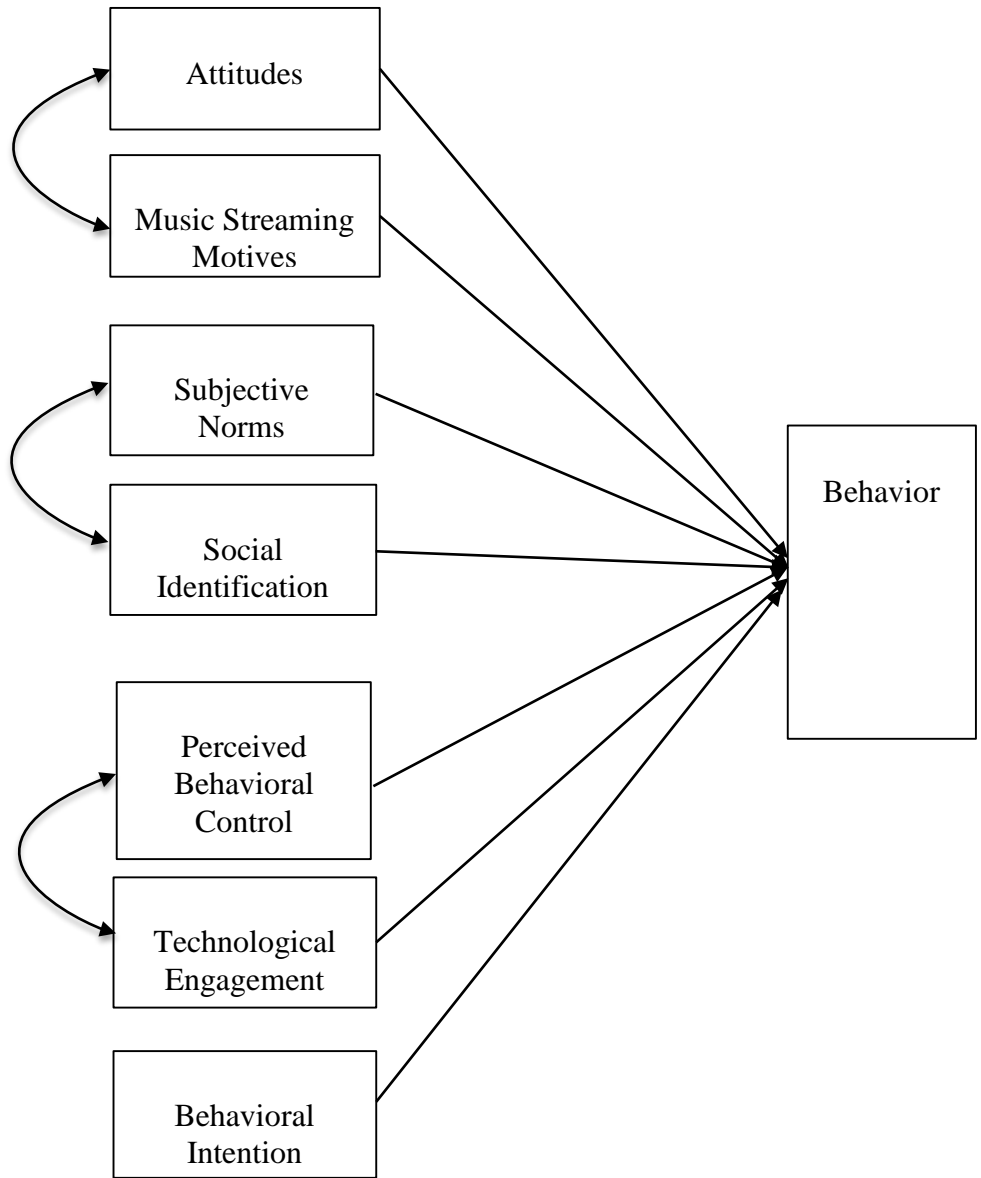 Attitudes
Music Streaming
Motives
Subjective
Norms
Behavior
Social
Identification
Perceived
Behavioral
Control
Technological
Engagement
Behavioral
Intention